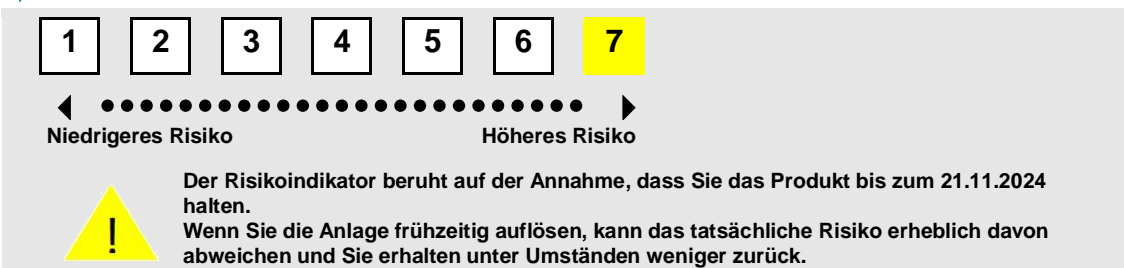 1 2 3 4 5 6 7
Niedrigeres Risiko Höheres Risiko
Der Risikoindikator beruht auf der Annahme, dass Sie das Produkt bis zum 21.11.2024
halten.
! Wenn Sie die Anlage frühzeitig auflösen, kann das tatsächliche Risiko erheblich davon
abweichen und Sie erhalten unter Umständen weniger zurück.